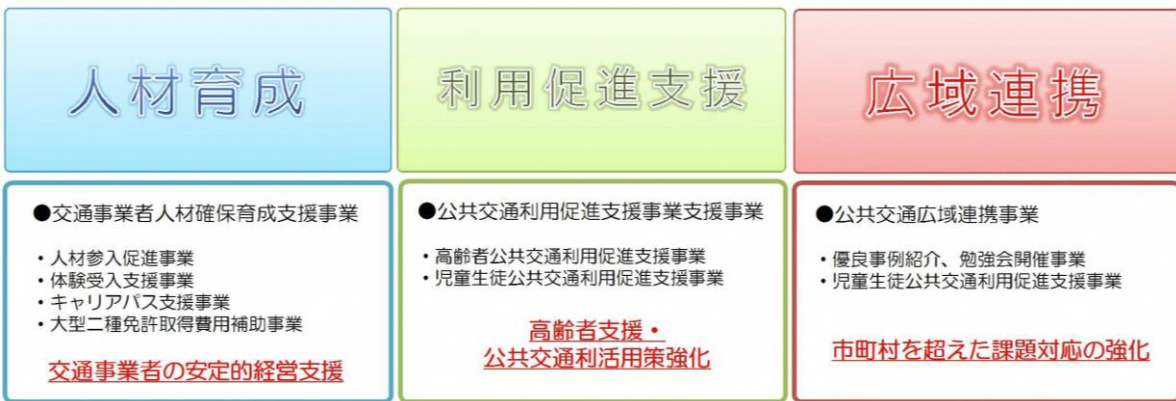 人材育成
利用促進支援
広域連携
●交通事業者人材確保育成支援事業
・人材参入促進事業
・体験受入支援事業
・キャリアパス支援事業
・大型二種免許取得費用補助事業
交通事業者の安定的経営支援
●公共交通利用促進支援事業支援事業
・高齢者公共交通利用促進支援事業
・児童生徒公共交通利用促進支援事業
高齢者支援・
公共交通利活用策強化
●公共交通広域連携事業
・優良事例紹介、勉強会開催事業
・児童生徒公共交通利用促進支援事業
市町村を超えた課題対応の強化